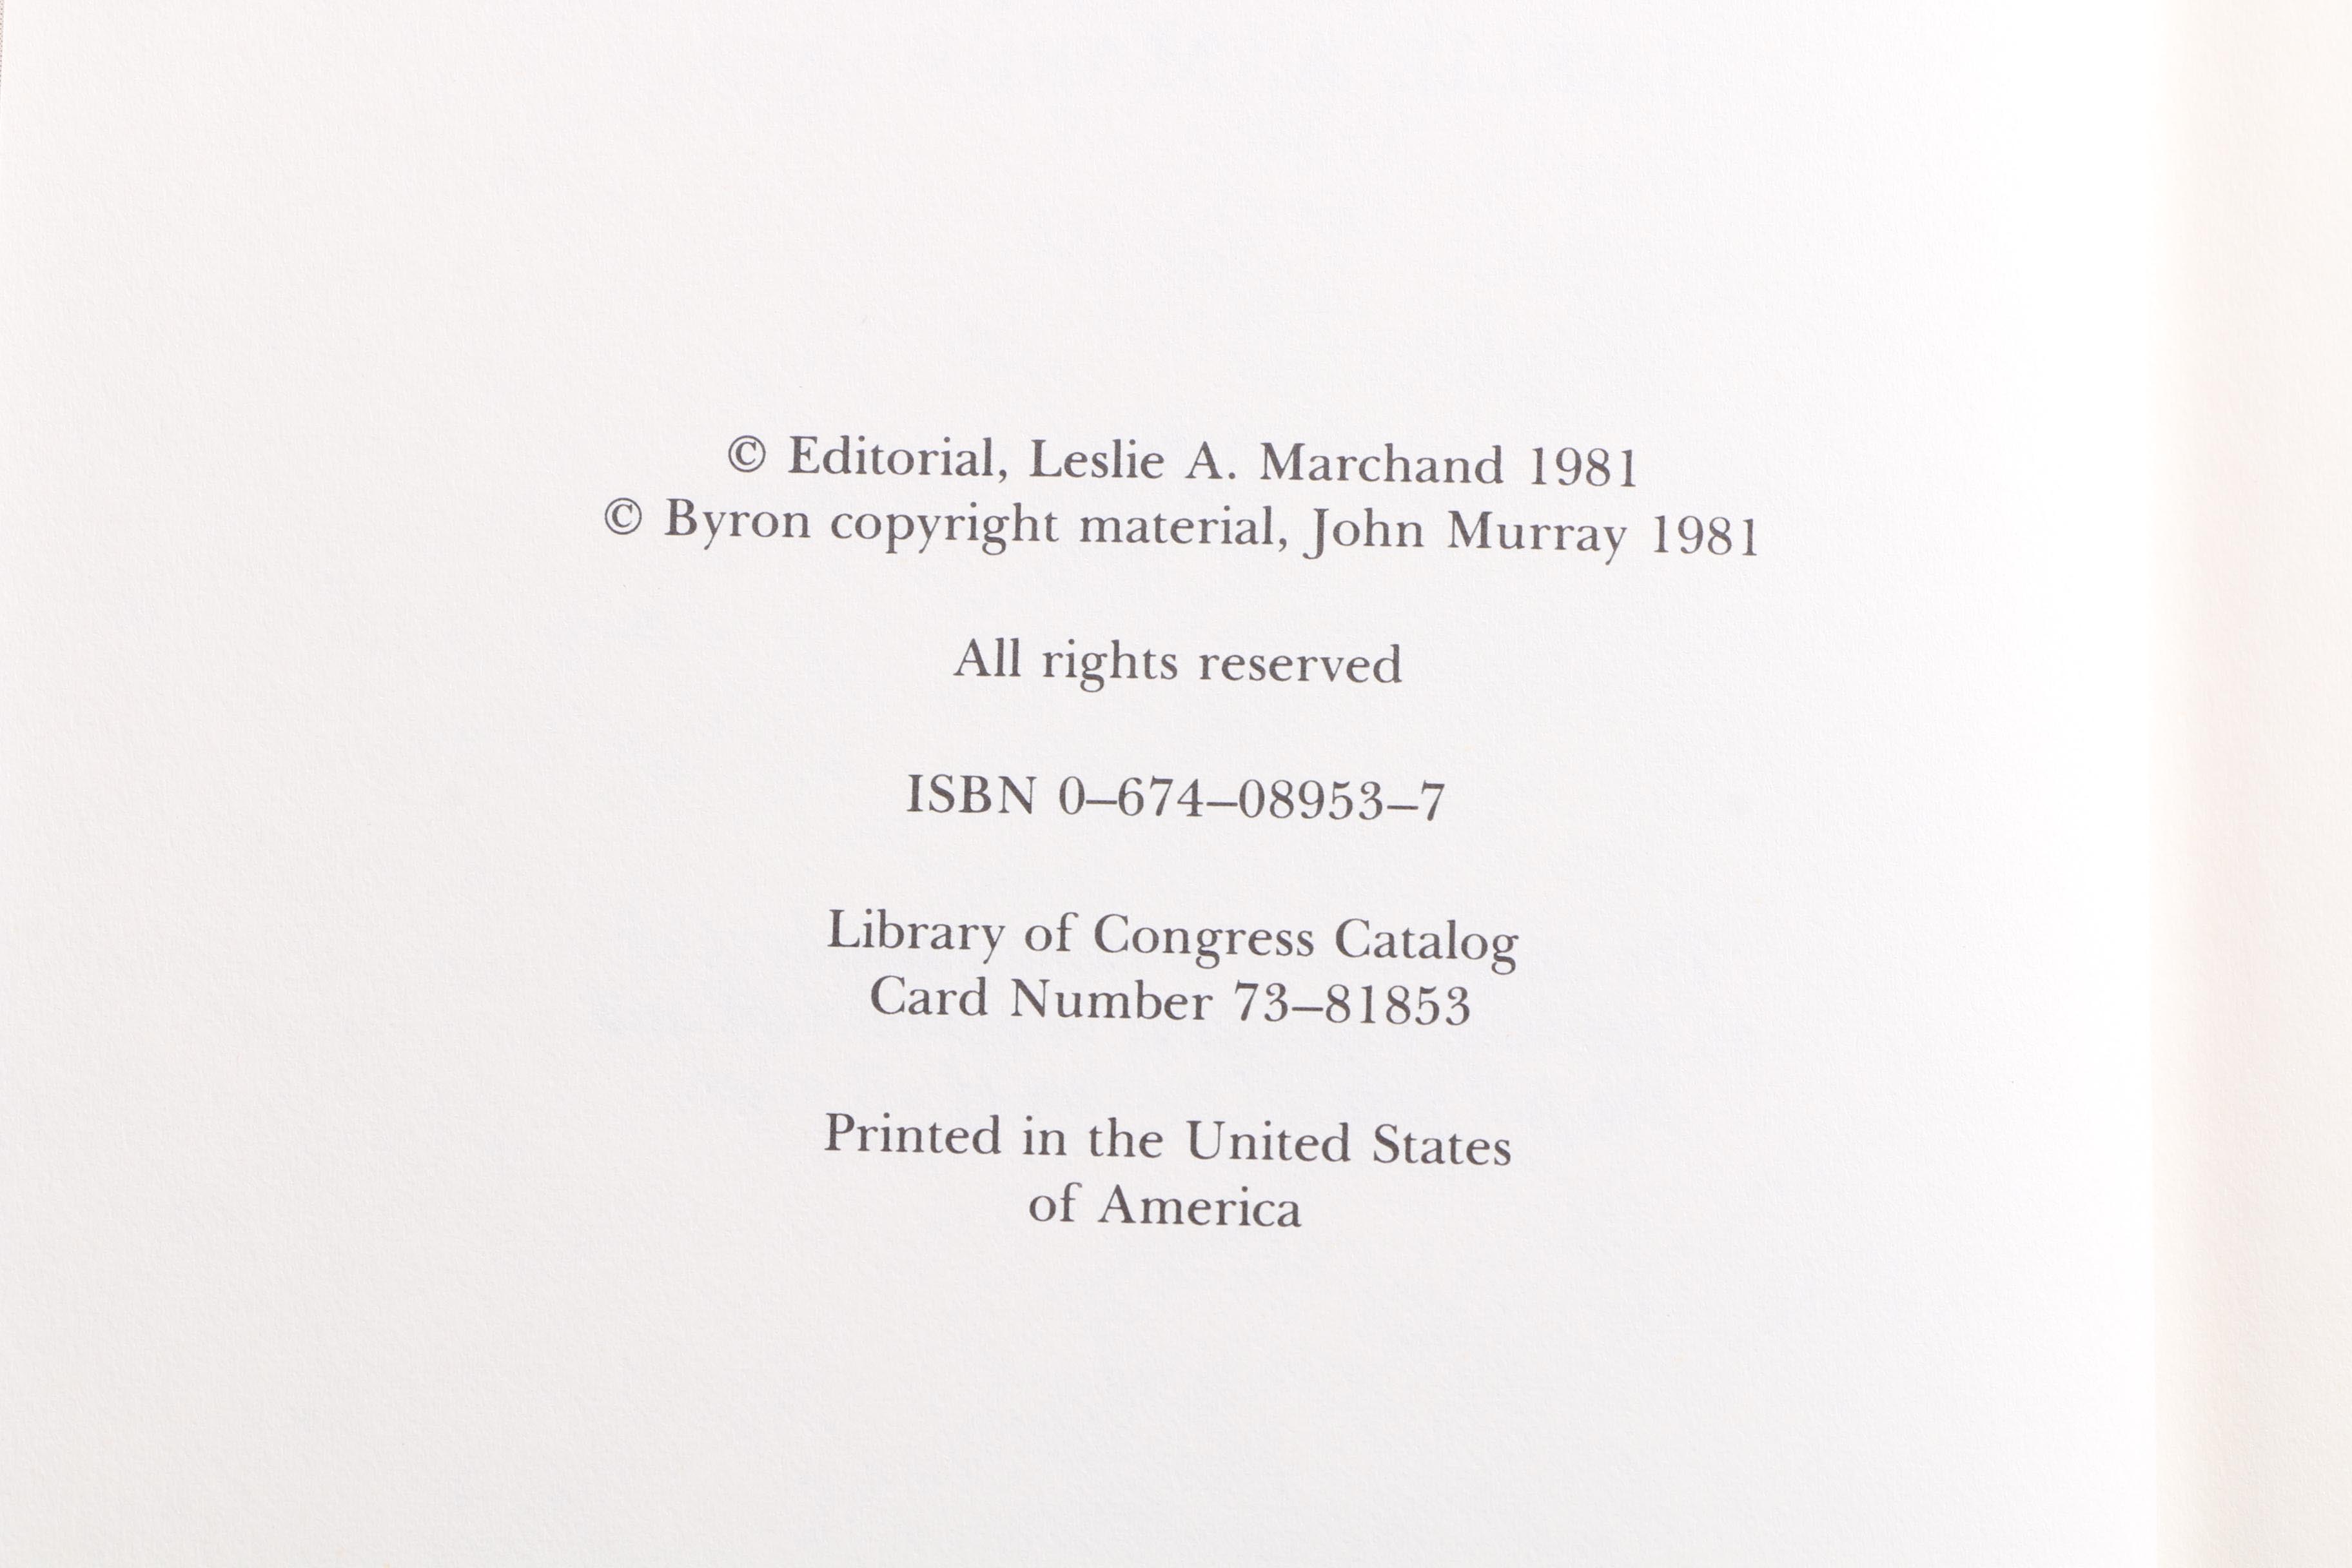 © Editorial, Leslie A. Marchand 1981
© Byron copyright material, John Murray 1981
All rights reserved
ISBN 0–674–08953–7
Library of Congress Catalog
Card Number 73–81853
Printed in the United States
of America